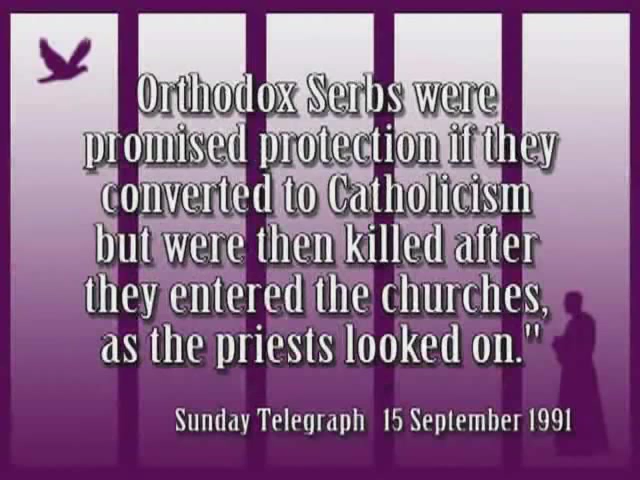 Orthodox Serbs were
promised protection if they
converted to Catholicism
but were then killed after
they entered the churches,
as the priests looked on."
Sunday Telegraph 15 September 1991